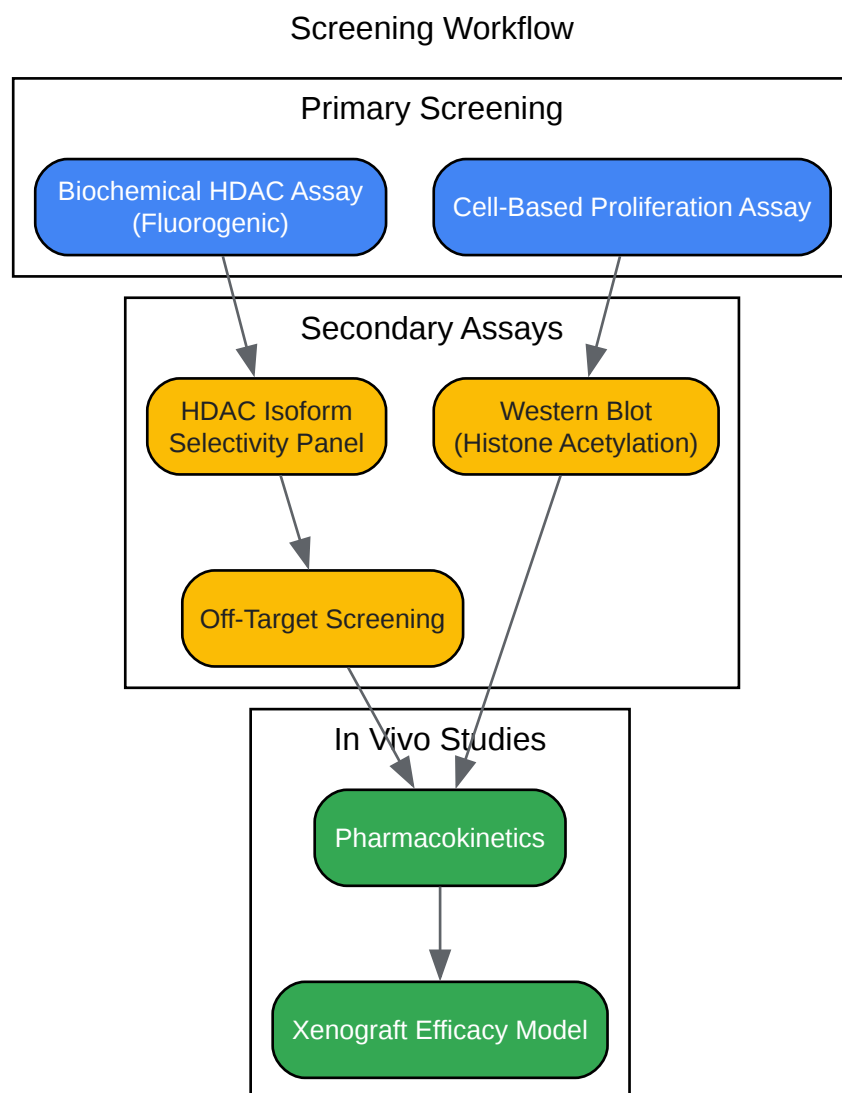 Screening Workflow
Primary Screening
Biochemical HDAC Assay
(Fluorogenic)
Cell-Based Proliferation Assay
Secondary Assays
HDAC Isoform
Selectivity Panel
Western Blot
(Histone Acetylation)
Off-Target Screening
In Vivo Studies
Pharmacokinetics
Xenograft Efficacy Model